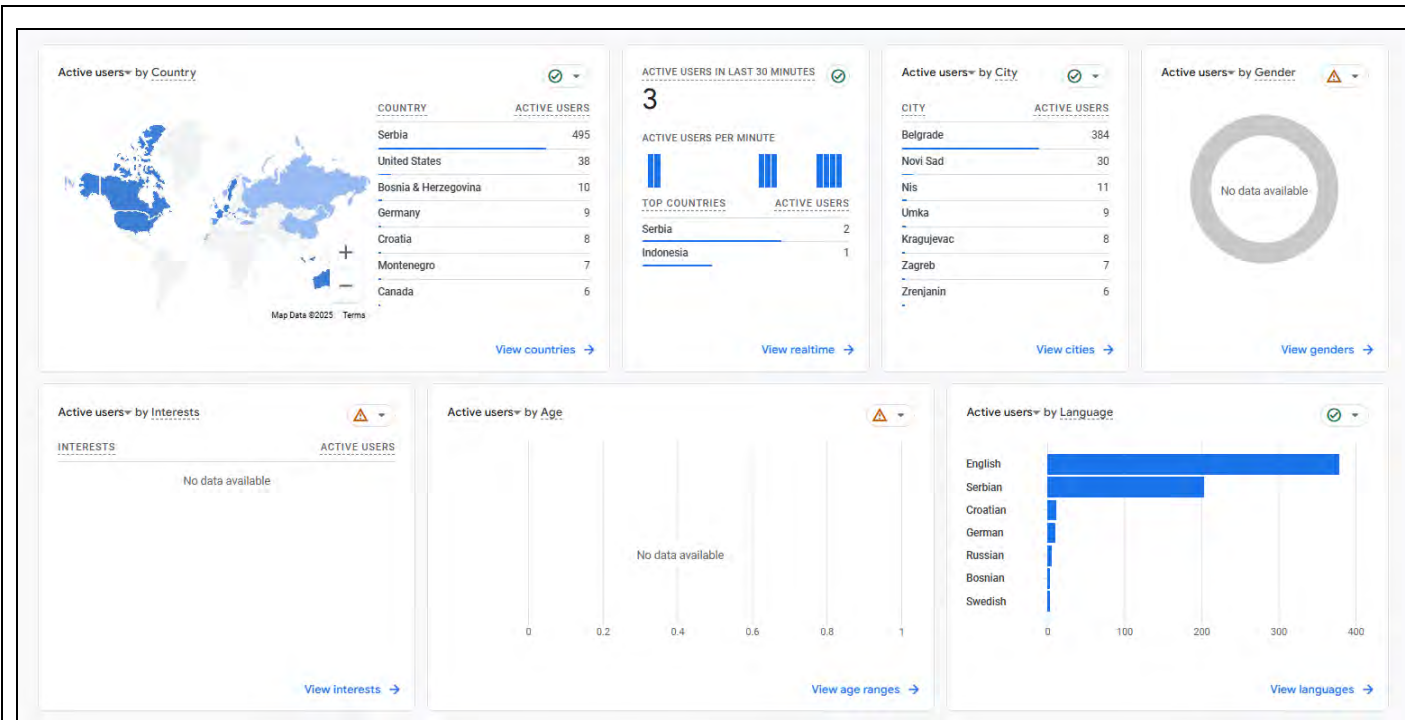 Active users by Country
COUNTRY ACTIVE USERS
Serbia 495
United States 38
Bosnia & Herzegovina 10
Germany 9
Croatia 8
Montenegro 7
Canada 6
+
−
Map Data ©2025 Terms
View countries →
ACTIVE USERS IN LAST 30 MINUTES
3
ACTIVE USERS PER MINUTE
TOP COUNTRIES ACTIVE USERS
Serbia 2
Indonesia 1
View realtime →
Active users by City
CITY ACTIVE USERS
Belgrade 384
Novi Sad 30
Nis 11
Umka 9
Kragujevac 8
Zagreb 7
Zrenjanin 6
View cities →
Active users by Gender
No data available
View genders →
Active users by Interests
INTERESTS ACTIVE USERS
No data available
View interests →
Active users by Age
No data available
0 0.2 0.4 0.6 0.8 1
View age ranges →
Active users by Language
English
Serbian
Croatian
German
Russian
Bosnian
Swedish
0 100 200 300 400
View languages →